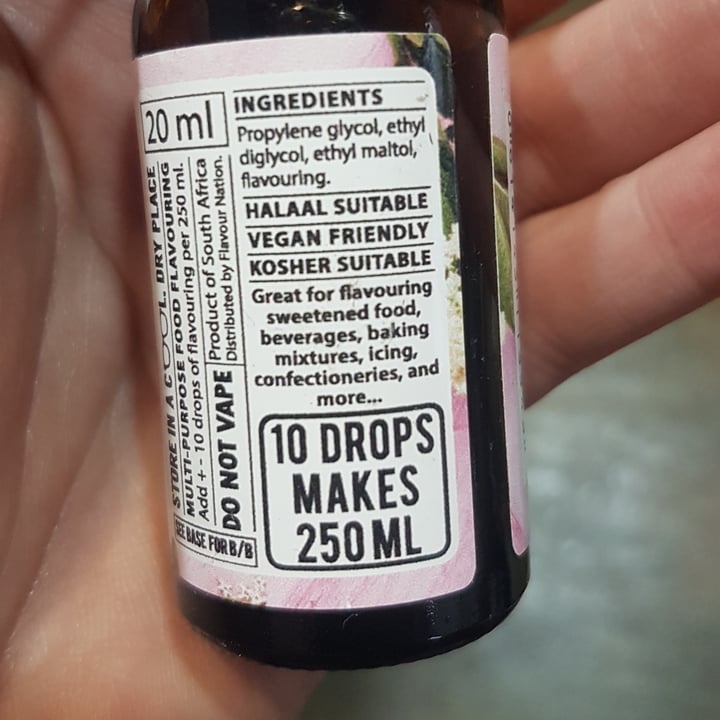 20 ml
STORE IN A COOL. DRY PLACE
MULTI-PURPOSE FOOD FLAVOURING
Add + - 10 drops of flavouring per 250 ml.
Product of South Africa
Distributed by Flavour Nation.
DO NOT VAPE
SEE BASE FOR B/B
INGREDIENTS
Propylene glycol, ethyl
diglycol, ethyl maltol,
flavouring.
HALAAL SUITABLE
VEGAN FRIENDLY
KOSHER SUITABLE
Great for flavouring
sweetened food,
beverages, baking
mixtures, icing,
confectioneries, and
more...
10 DROPS
MAKES
250 ML